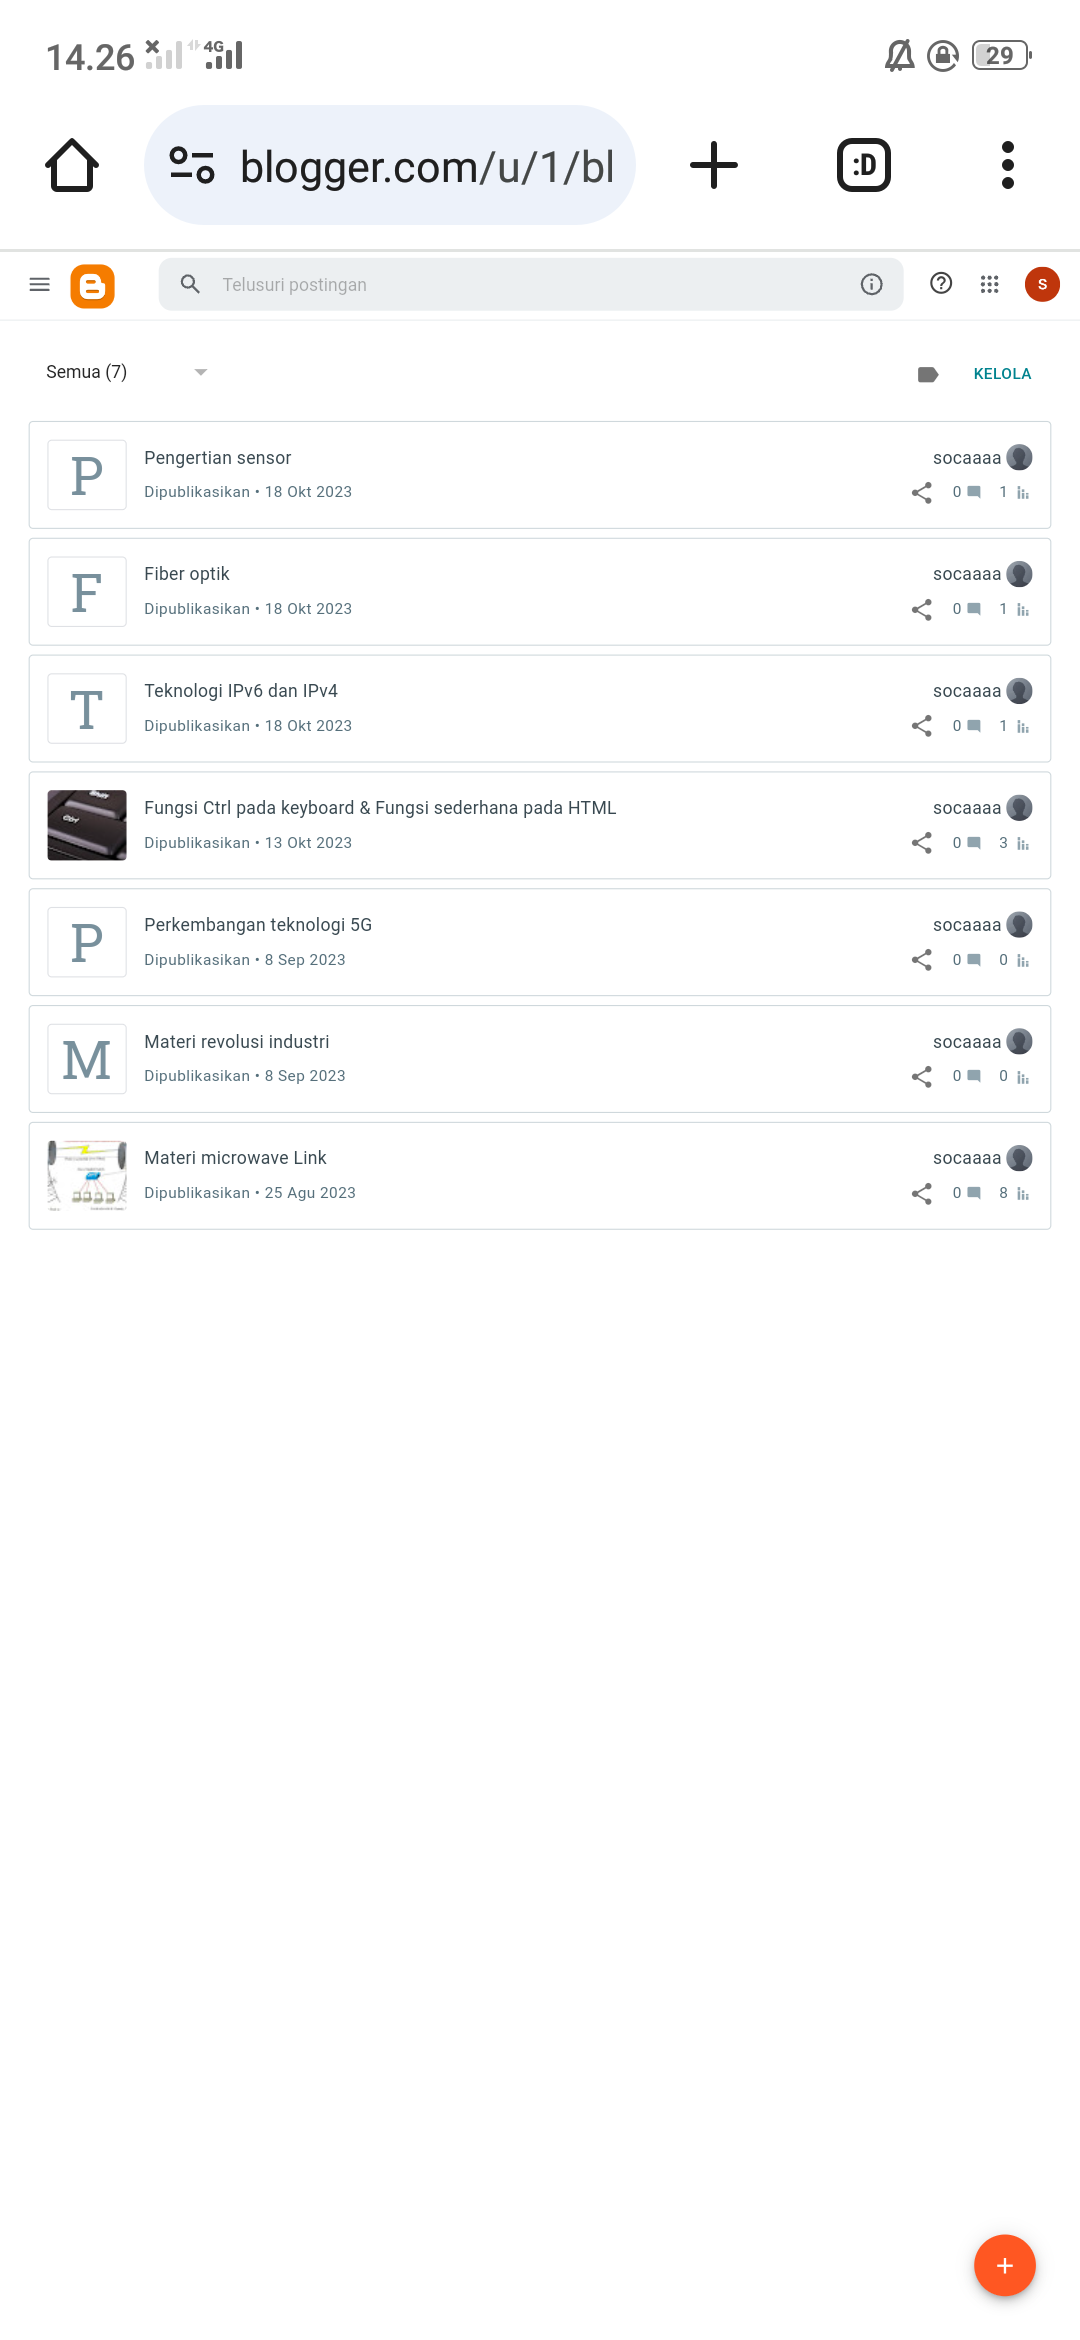 14.26 4G 29
blogger.com/u/1/bl :D
Telusuri postingan S
Semua (7) KELOLA
P Pengertian sensor socaaaa
Dipublikasikan • 18 Okt 2023 0 1
F Fiber optik socaaaa
Dipublikasikan • 18 Okt 2023 0 1
T Teknologi IPv6 dan IPv4 socaaaa
Dipublikasikan • 18 Okt 2023 0 1
Ctrl
Fungsi Ctrl pada keyboard & Fungsi sederhana pada HTML socaaaa
Dipublikasikan • 13 Okt 2023 0 3
P Perkembangan teknologi 5G socaaaa
Dipublikasikan • 8 Sep 2023 0 0
M Materi revolusi industri socaaaa
Dipublikasikan • 8 Sep 2023 0 0
Materi microwave Link socaaaa
Dipublikasikan • 25 Agu 2023 0 8